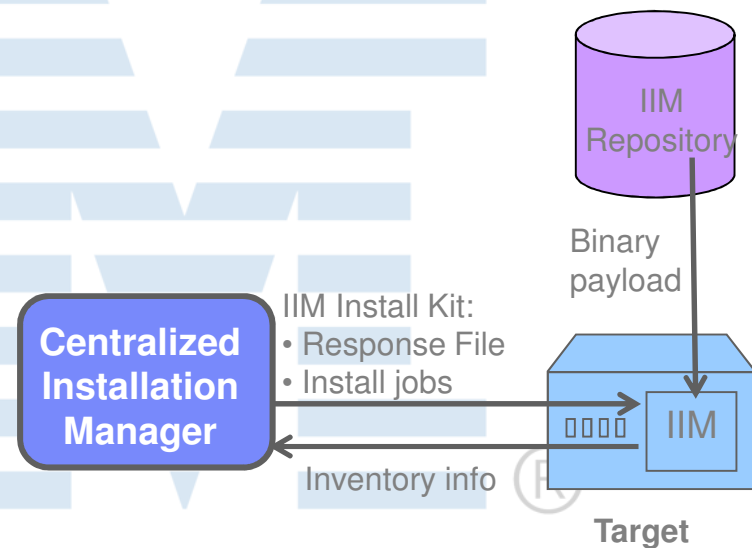 IIM
Repository
Binary
payload
IIM Install Kit:
• Response File
• Install jobs
Centralized
Installation
Manager
IIM
Inventory info
®
Target